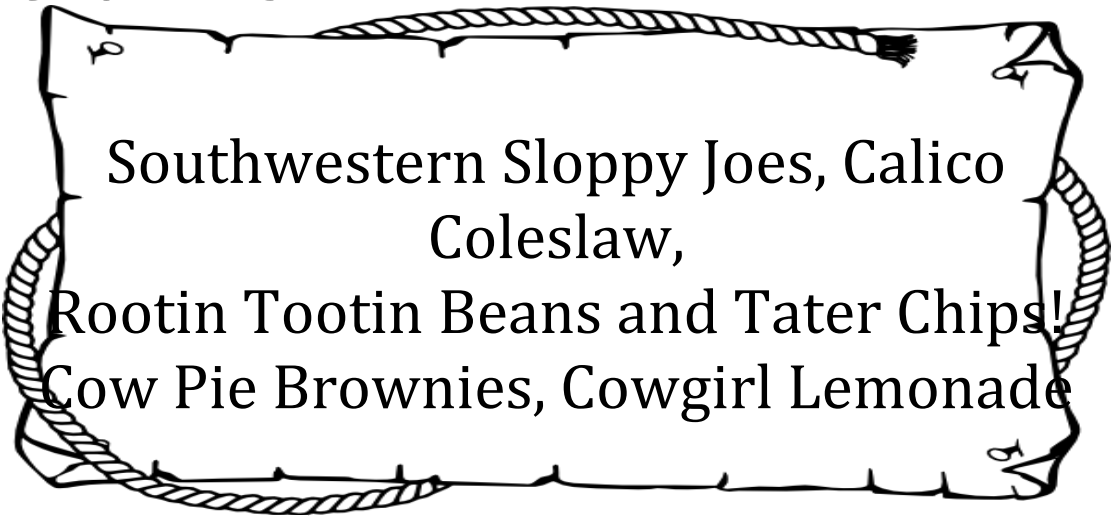 Southwestern Sloppy Joes, Calico
Coleslaw,
Rootin Tootin Beans and Tater Chips!
Cow Pie Brownies, Cowgirl Lemonade